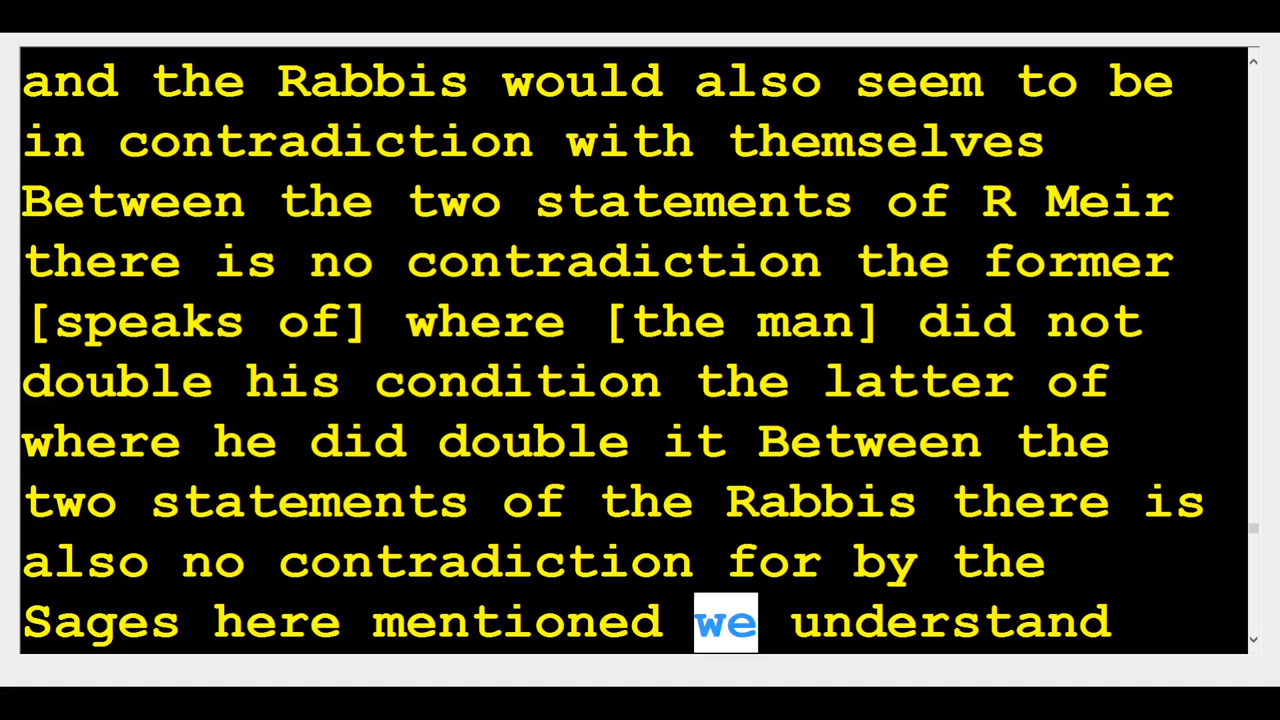 and the Rabbis would also seem to be
in contradiction with themselves
Between the two statements of R Meir
there is no contradiction the former
[speaks of] where [the man] did not
double his condition the latter of
where he did double it Between the
two statements of the Rabbis there is
also no contradiction for by the
Sages here mentioned we understand